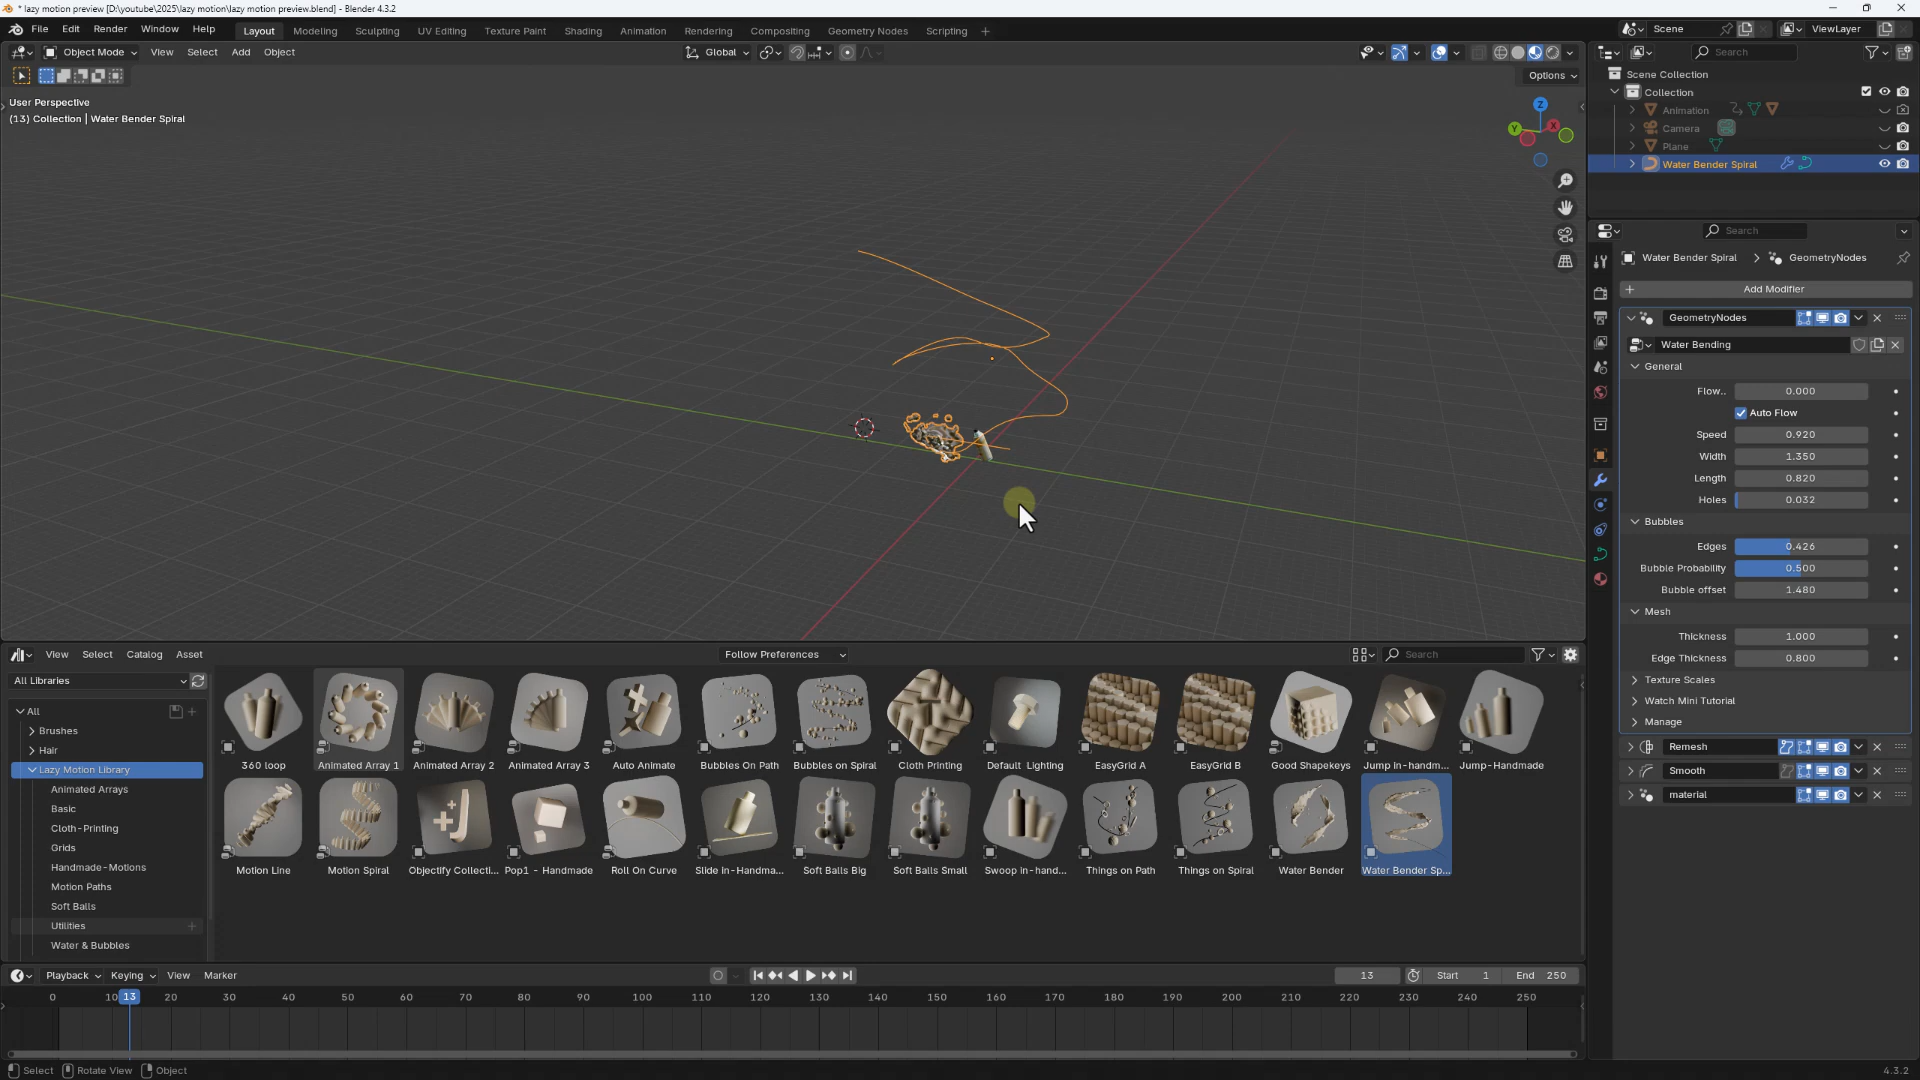 * lazy motion preview [D:\youtube\2025\lazy motion\lazy motion preview.blend] - Blender 4.3.2
File Edit Render Window Help Layout Modeling Sculpting UV Editing Texture Paint Shading Animation Rendering Compositing Geometry Nodes Scripting + Scene ViewLayer
Object Mode View Select Add Object Global Search
Options
User Perspective
(13) Collection | Water Bender Spiral
Z
Y
X
Scene Collection
Collection
Animation
Camera
Plane
Water Bender Spiral
Search
Water Bender Spiral > GeometryNodes
+ Add Modifier
GeometryNodes
Water Bending
General
Flow.. 0.000
Auto Flow
Speed 0.920
Width 1.350
Length 0.820
Holes 0.032
Bubbles
Edges 0.426
Bubble Probability 0.500
Bubble offset 1.480
Mesh
Thickness 1.000
Edge Thickness 0.800
Texture Scales
Watch Mini Tutorial
Manage
Remesh
Smooth
material
View Select Catalog Asset Follow Preferences Search
All Libraries
All
Brushes
Hair
Lazy Motion Library
Animated Arrays
Basic
Cloth-Printing
Grids
Handmade-Motions
Motion Paths
Soft Balls
Utilities
Water & Bubbles
360 loop Animated Array 1 Animated Array 2 Animated Array 3 Auto Animate Bubbles On Path Bubbles on Spiral Cloth Printing Default Lighting EasyGrid A EasyGrid B Good Shapekeys Jump in-handm... Jump-Handmade
Motion Line Motion Spiral Objectify Collecti... Pop1 - Handmade Roll On Curve Slide in-Handma... Soft Balls Big Soft Balls Small Swoop in-hand... Things on Path Things on Spiral Water Bender Water Bender Sp...
Playback Keying View Marker 13 Start 1 End 250
0 10 13 20 30 40 50 60 70 80 90 100 110 120 130 140 150 160 170 180 190 200 210 220 230 240 250
Select Rotate View Object 4.3.2